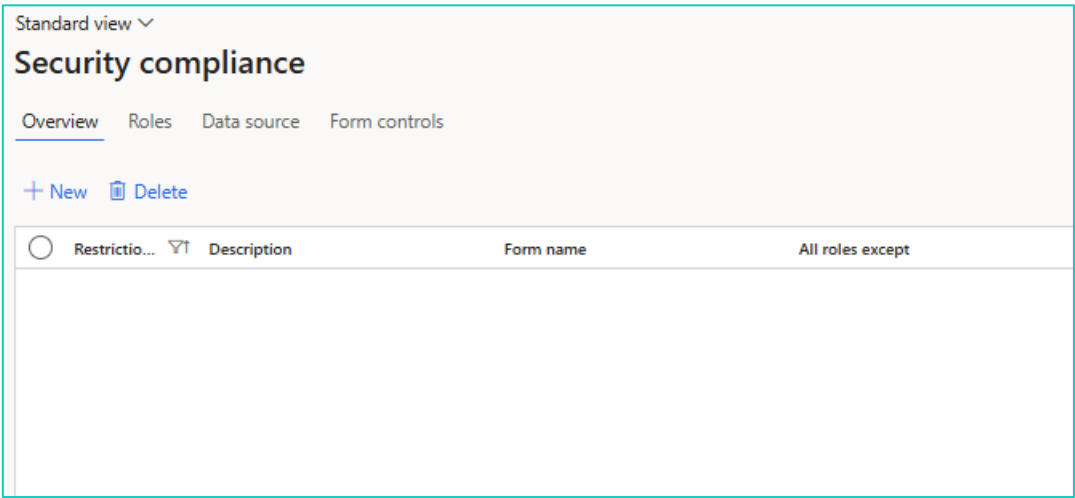 Standard view
Security compliance
Overview Roles Data source Form controls
New Delete
Restrictio... Description Form name All roles except